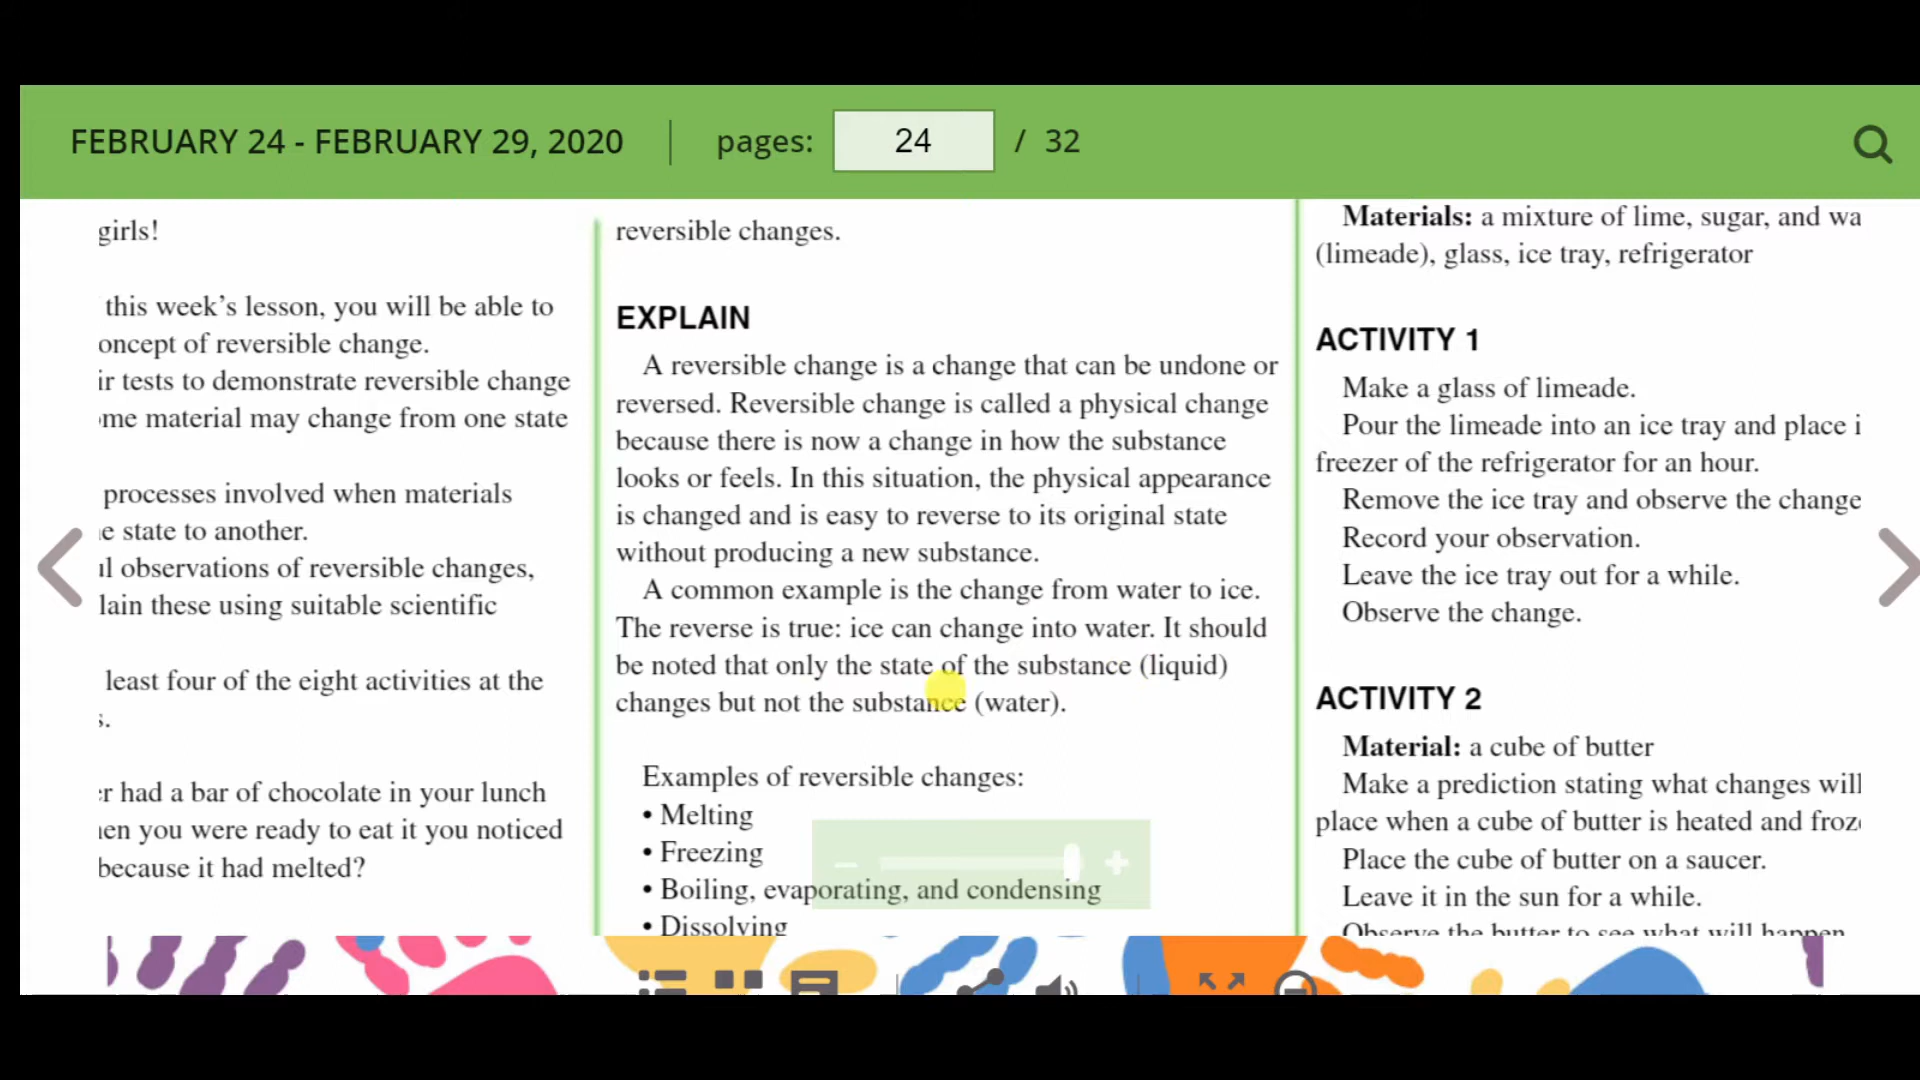 FEBRUARY 24 - FEBRUARY 29, 2020
pages: 24 / 32
girls!
this week's lesson, you will be able to
oncept of reversible change.
ir tests to demonstrate reversible change
me material may change from one state
processes involved when materials
e state to another.
l observations of reversible changes,
lain these using suitable scientific
least four of the eight activities at the
s.
r had a bar of chocolate in your lunch
en you were ready to eat it you noticed
because it had melted?
reversible changes.
EXPLAIN
A reversible change is a change that can be undone or
reversed. Reversible change is called a physical change
because there is now a change in how the substance
looks or feels. In this situation, the physical appearance
is changed and is easy to reverse to its original state
without producing a new substance.
A common example is the change from water to ice.
The reverse is true: ice can change into water. It should
be noted that only the state of the substance (liquid)
changes but not the substance (water).
Examples of reversible changes:
• Melting
• Freezing
• Boiling, evaporating, and condensing
• Dissolving
Materials: a mixture of lime, sugar, and wa
(limeade), glass, ice tray, refrigerator
ACTIVITY 1
Make a glass of limeade.
Pour the limeade into an ice tray and place i
freezer of the refrigerator for an hour.
Remove the ice tray and observe the change
Record your observation.
Leave the ice tray out for a while.
Observe the change.
ACTIVITY 2
Material: a cube of butter
Make a prediction stating what changes will
place when a cube of butter is heated and froz
Place the cube of butter on a saucer.
Leave it in the sun for a while.
Observe the butter to see what will happen